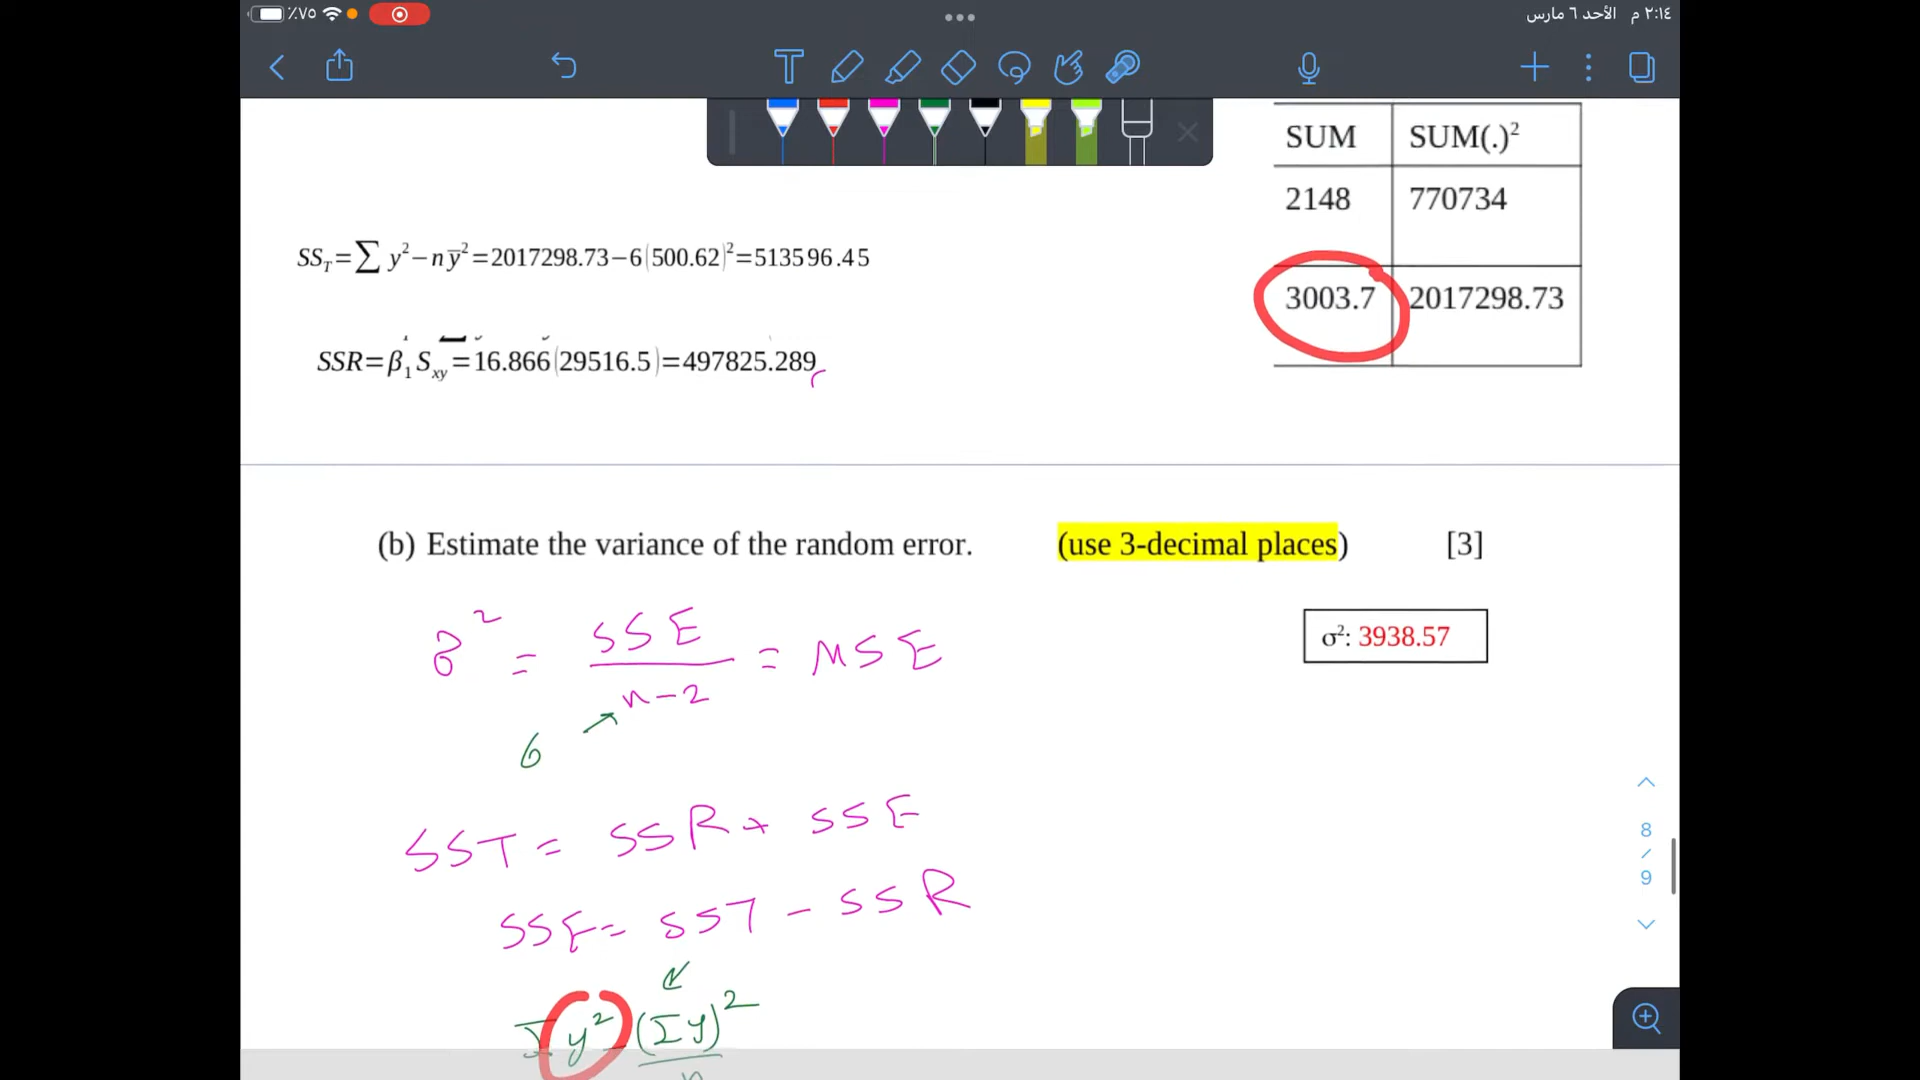 ٪٧٥
٢:١٤ م الأحد ٦ مارس
SUM SUM(.)²
2148 770734
3003.7 2017298.73
SS_T=∑ y²−n ȳ²=2017298.73−6(500.62)²=513596.45
SSR=β₁ S_xy=16.866(29516.5)=497825.289
(b) Estimate the variance of the random error. (use 3-decimal places) [3]
σ²: 3938.57
σ̂² = SSE / n-2 = MSE
6
SST = SSR + SSE
SSE = SST - SSR
Σy² - (Σy)² / n
8
/
9